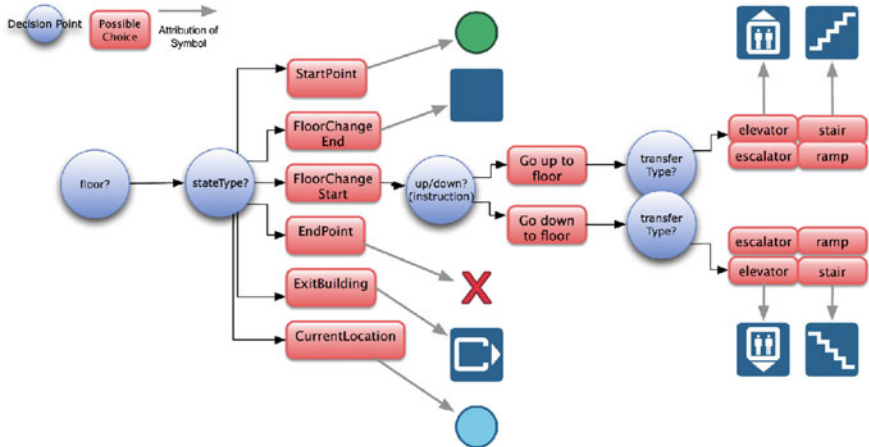 Decision Point
Possible
Choice
Attribution of
Symbol
StartPoint
FloorChange
End
FloorChange
Start
EndPoint
ExitBuilding
CurrentLocation
floor?
stateType?
up/down?
(instruction)
Go up to
floor
Go down
to floor
transfer
Type?
transfer
Type?
elevator
stair
escalator
ramp
escalator
ramp
elevator
stair